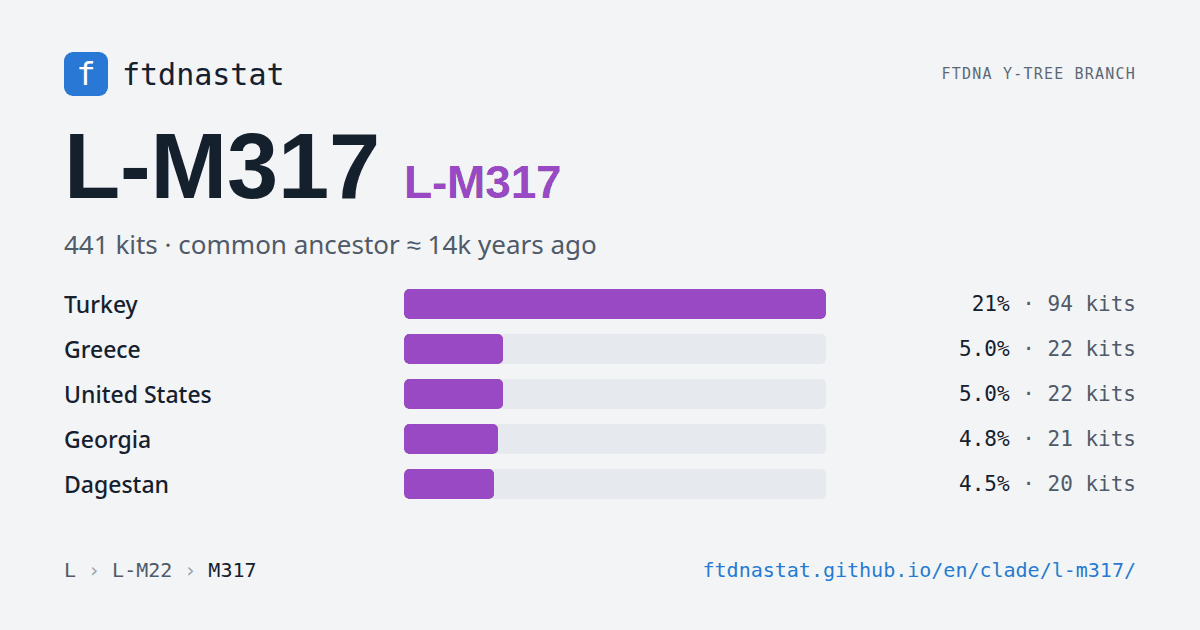 f ftdnastat FTDNA Y-TREE BRANCH
L-M317 L-M317
441 kits · common ancestor ≈ 14k years ago
Turkey 21% · 94 kits
Greece 5.0% · 22 kits
United States 5.0% · 22 kits
Georgia 4.8% · 21 kits
Dagestan 4.5% · 20 kits
L › L-M22 › M317 ftdnastat.github.io/en/clade/l-m317/